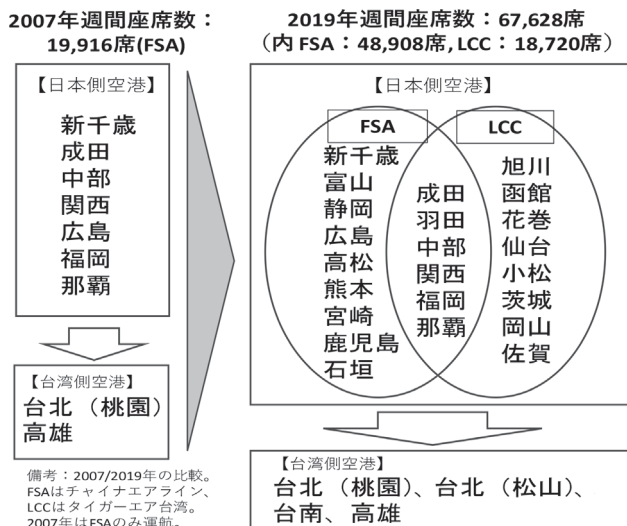 2007年週間座席数：
19,916席(FSA)
【日本側空港】
新千歳
成田
中部
関西
広島
福岡
那覇
【台湾側空港】
台北（桃園）
高雄
備考：2007/2019年の比較。
FSAはチャイナエアライン、
LCCはタイガーエア台湾。
2007年はFSAのみ運航。
2019年週間座席数：67,628席
（内FSA：48,908席, LCC：18,720席）
【日本側空港】
FSA
新千歳
富山
静岡
広島
高松
熊本
宮崎
鹿児島
石垣
成田
羽田
中部
関西
福岡
那覇
LCC
旭川
函館
花巻
仙台
小松
茨城
岡山
佐賀
【台湾側空港】
台北（桃園）、台北（松山）、
台南、高雄